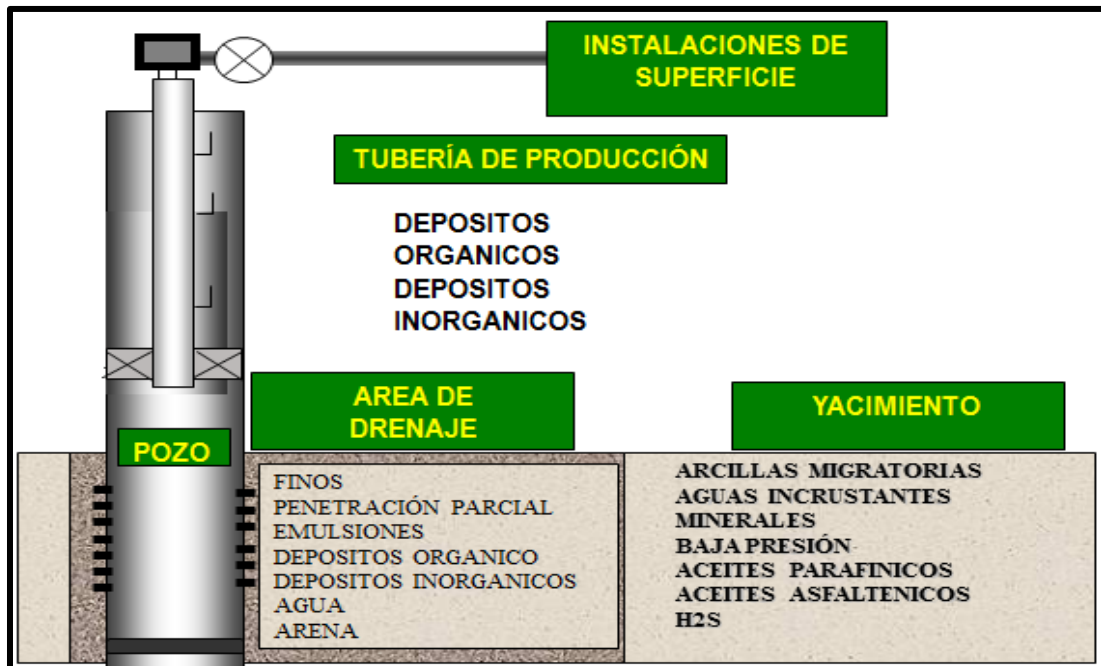 INSTALACIONES DE
SUPERFICIE
TUBERÍA DE PRODUCCIÓN
DEPOSITOS
ORGANICOS
DEPOSITOS
INORGANICOS
AREA DE
DRENAJE
YACIMIENTO
POZO
FINOS
PENETRACIÓN PARCIAL
EMULSIONES
DEPOSITOS ORGANICO
DEPOSITOS INORGANICOS
AGUA
ARENA
ARCILLAS MIGRATORIAS
AGUAS INCRUSTANTES
MINERALES
BAJA PRESIÓN
ACEITES PARAFINICOS
ACEITES ASFALTENICOS
H2S